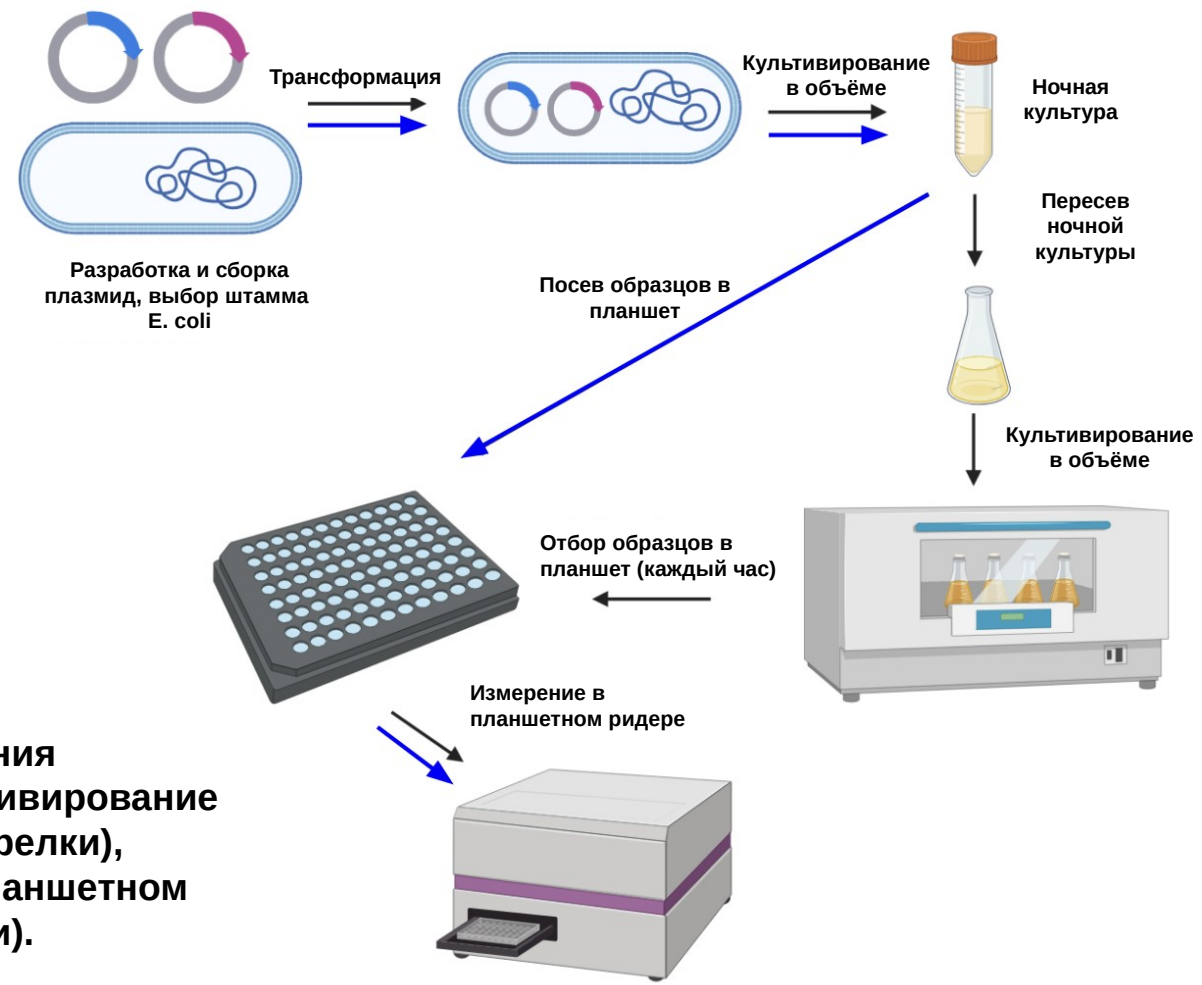 Трансформация
Культивирование
в объёме
Ночная
культура
Разработка и сборка
плазмид, выбор штамма
E. coli
Пересев
ночной
культуры
Посев образцов в
планшет
Культивирование
в объёме
Отбор образцов в
планшет (каждый час)
Измерение в
планшетном ридере
ния
ивирование
релки),
ланшетном
и).